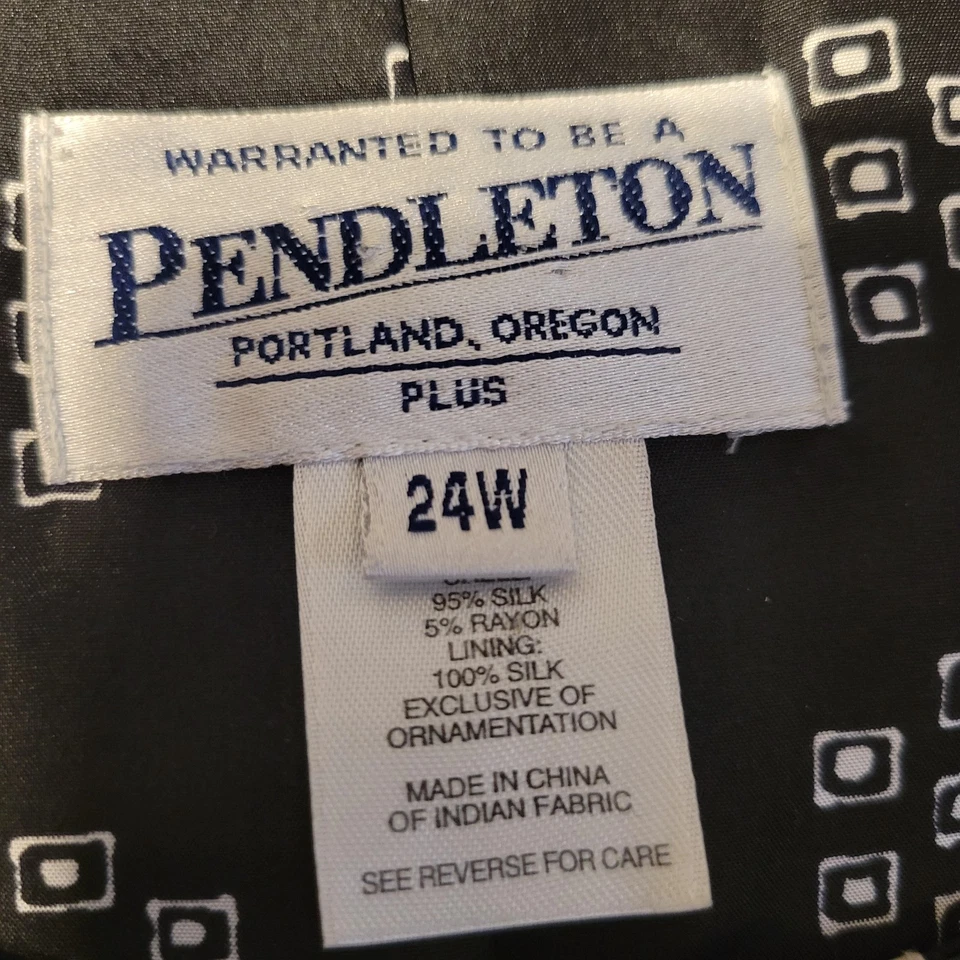 WARRANTED TO BE A
PENDLETON
PORTLAND, OREGON
PLUS
24W
95% SILK
5% RAYON
LINING:
100% SILK
EXCLUSIVE OF
ORNAMENTATION
MADE IN CHINA
OF INDIAN FABRIC
SEE REVERSE FOR CARE